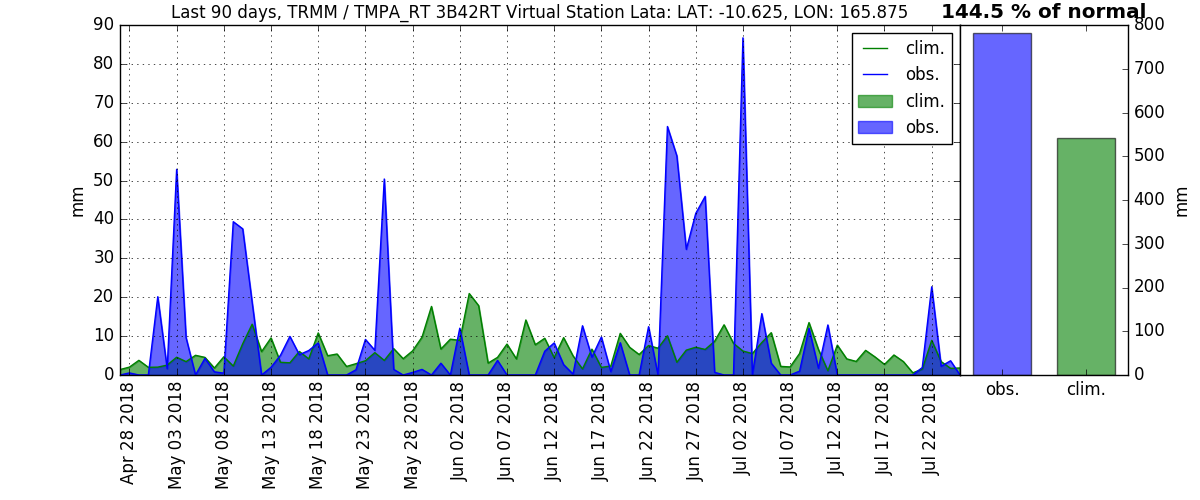 Last 90 days, TRMM / TMPA_RT 3B42RT Virtual Station Lata: LAT: -10.625, LON: 165.875
144.5 % of normal
90
80
70
60
50
40
30
20
10
0
mm
clim.
obs.
clim.
obs.
800
700
600
500
400
300
200
100
0
mm
obs.
clim.
Apr 28 2018
May 03 2018
May 08 2018
May 13 2018
May 18 2018
May 23 2018
May 28 2018
Jun 02 2018
Jun 07 2018
Jun 12 2018
Jun 17 2018
Jun 22 2018
Jun 27 2018
Jul 02 2018
Jul 07 2018
Jul 12 2018
Jul 17 2018
Jul 22 2018